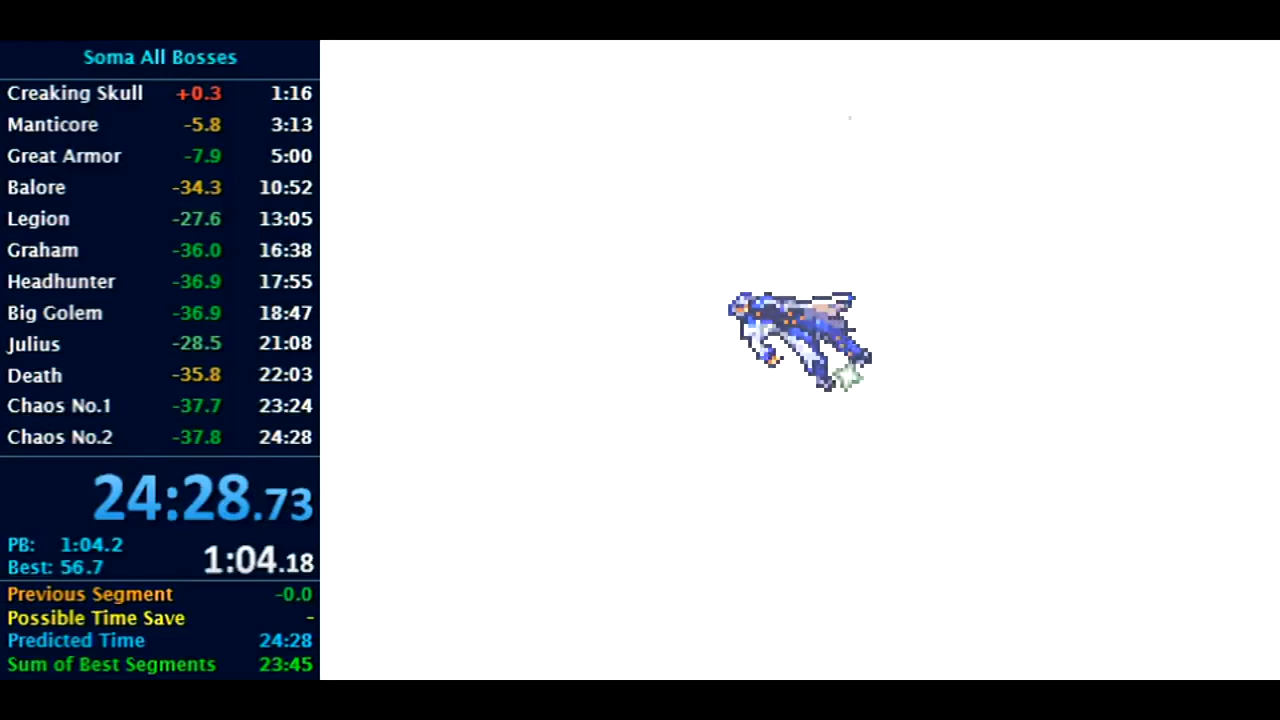 Soma All Bosses
Creaking Skull +0.3 1:16
Manticore -5.8 3:13
Great Armor -7.9 5:00
Balore -34.3 10:52
Legion -27.6 13:05
Graham -36.0 16:38
Headhunter -36.9 17:55
Big Golem -36.9 18:47
Julius -28.5 21:08
Death -35.8 22:03
Chaos No.1 -37.7 23:24
Chaos No.2 -37.8 24:28
24:28.73
PB: 1:04.2
Best: 56.7
1:04.18
Previous Segment -0.0
Possible Time Save -
Predicted Time 24:28
Sum of Best Segments 23:45